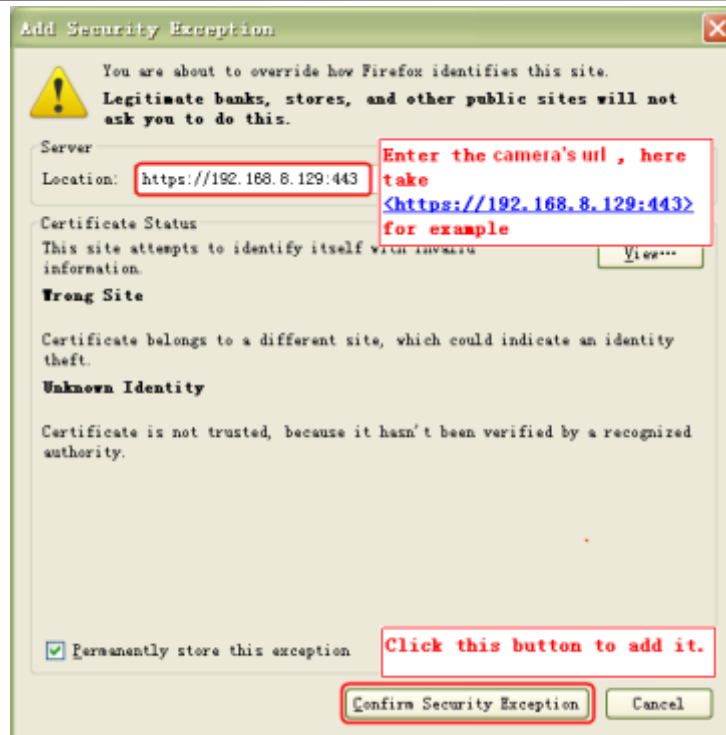 Add Security Exception
You are about to override how Firefox identifies this site.
Legitimate banks, stores, and other public sites will not
ask you to do this.
Server
Location: https://192.168.8.129:443
Enter the camera's url , here
take
<https://192.168.8.129:443>
for example
Certificate Status
This site attempts to identify itself with invalid
information.
View...
Wrong Site
Certificate belongs to a different site, which could indicate an identity
theft.
Unknown Identity
Certificate is not trusted, because it hasn't been verified by a recognized
authority.
Permanently store this exception
Click this button to add it.
Confirm Security Exception
Cancel